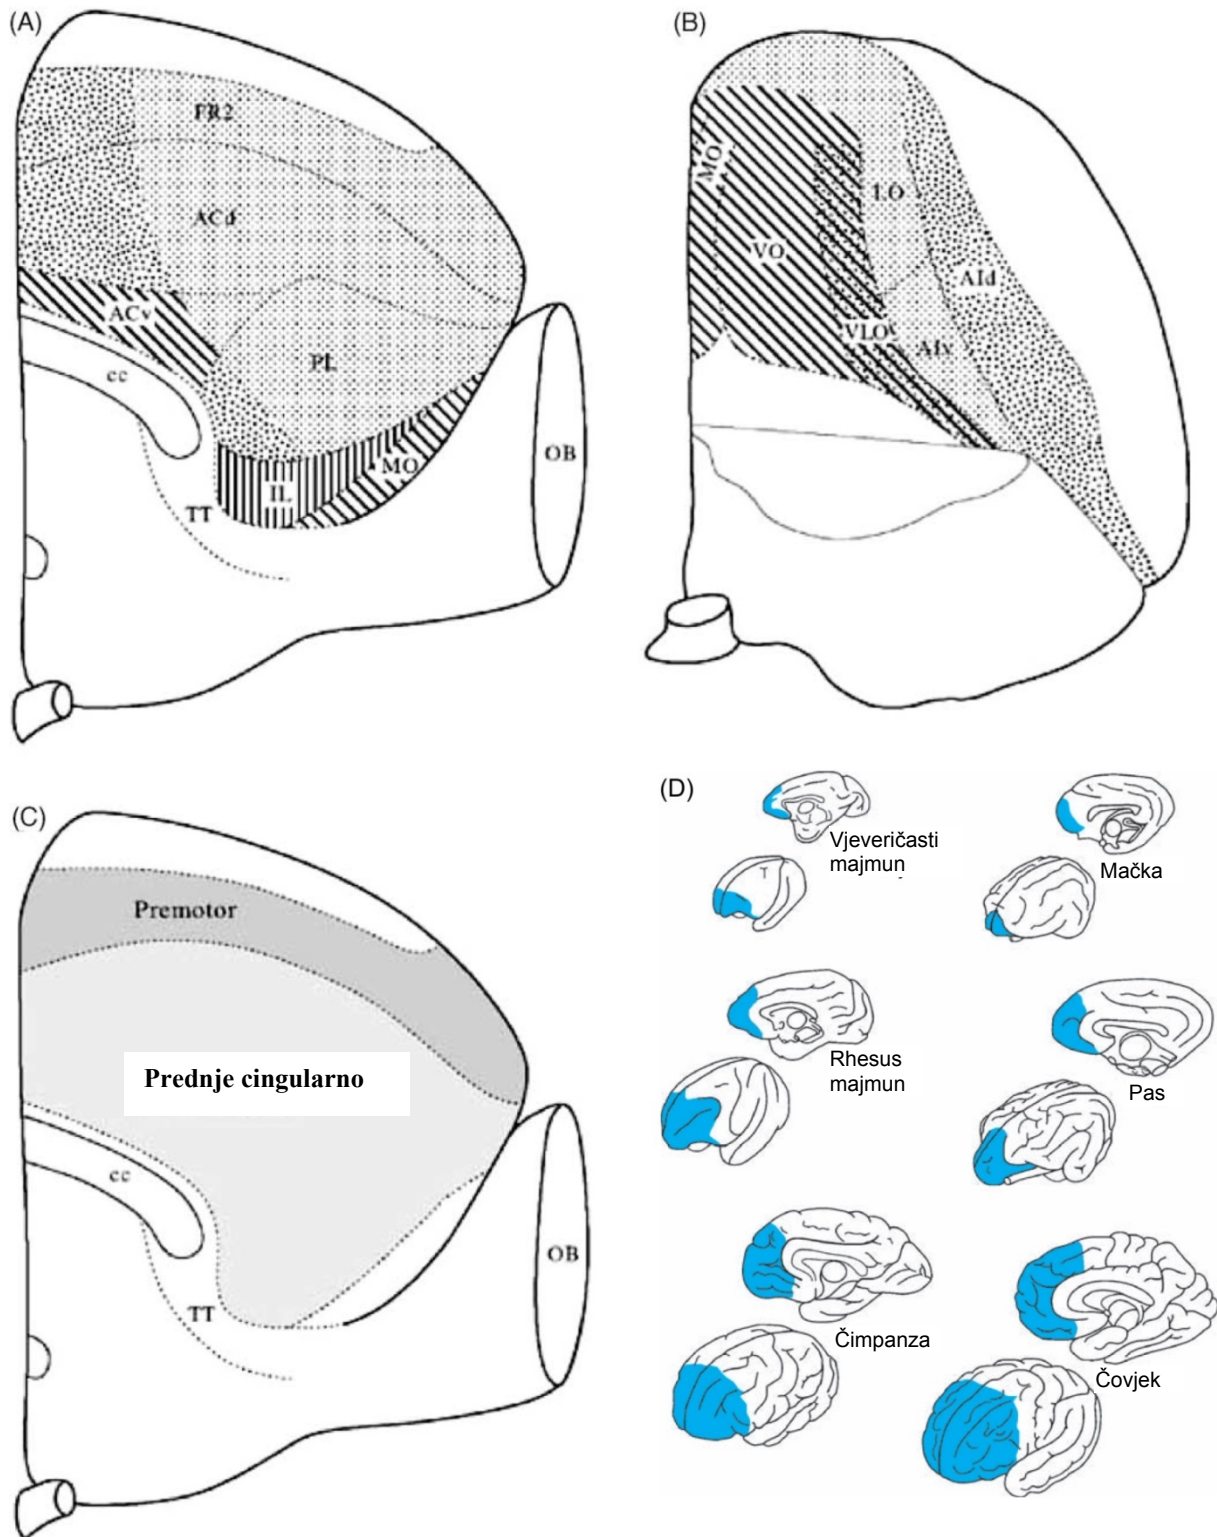 (A)
FR2
ACd
ACv
PL
cc
MO
IL
TT
OB
(B)
MO
LO
VO
AId
VLO
AIv
(C)
Premotor
Prednje cingularno
cc
TT
OB
(D)
Vjeveričasti
majmun
T
Mačka
Rhesus
majmun
Pas
Čimpanza
Čovjek